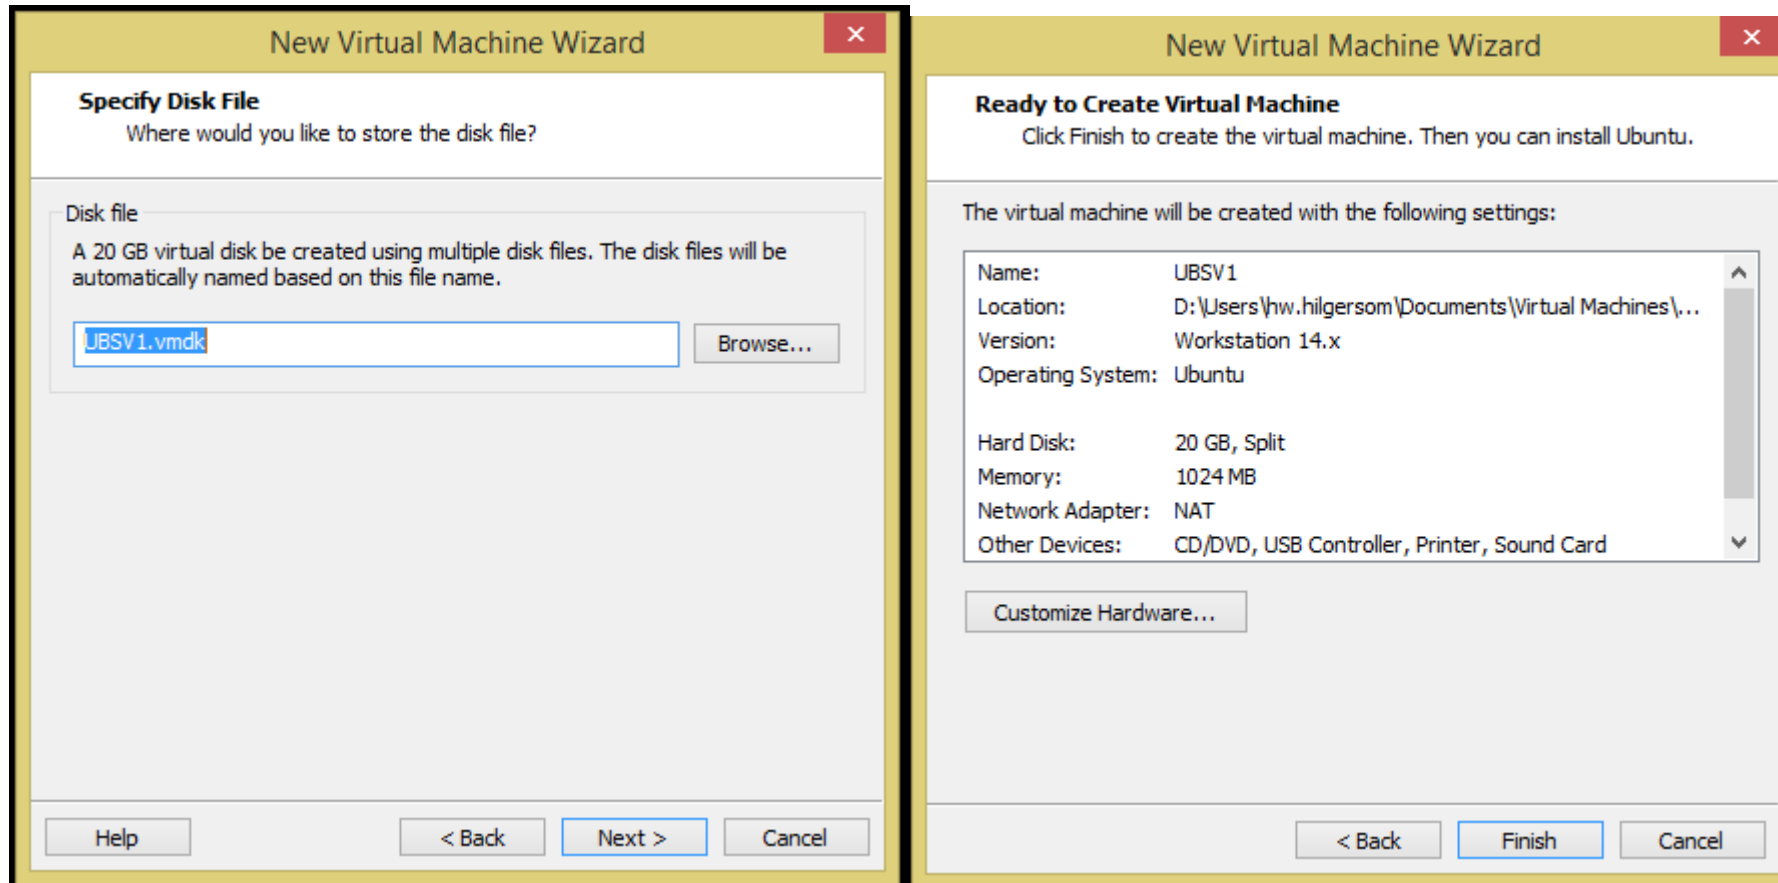 New Virtual Machine Wizard
Specify Disk File
Where would you like to store the disk file?
Disk file
A 20 GB virtual disk be created using multiple disk files. The disk files will be
automatically named based on this file name.
UBSV1.vmdk
Browse...
Help
< Back
Next >
Cancel
New Virtual Machine Wizard
Ready to Create Virtual Machine
Click Finish to create the virtual machine. Then you can install Ubuntu.
The virtual machine will be created with the following settings:
Name: UBSV1
Location: D:\Users\hw.hilgersom\Documents\Virtual Machines\...
Version: Workstation 14.x
Operating System: Ubuntu
Hard Disk: 20 GB, Split
Memory: 1024 MB
Network Adapter: NAT
Other Devices: CD/DVD, USB Controller, Printer, Sound Card
Customize Hardware...
< Back
Finish
Cancel